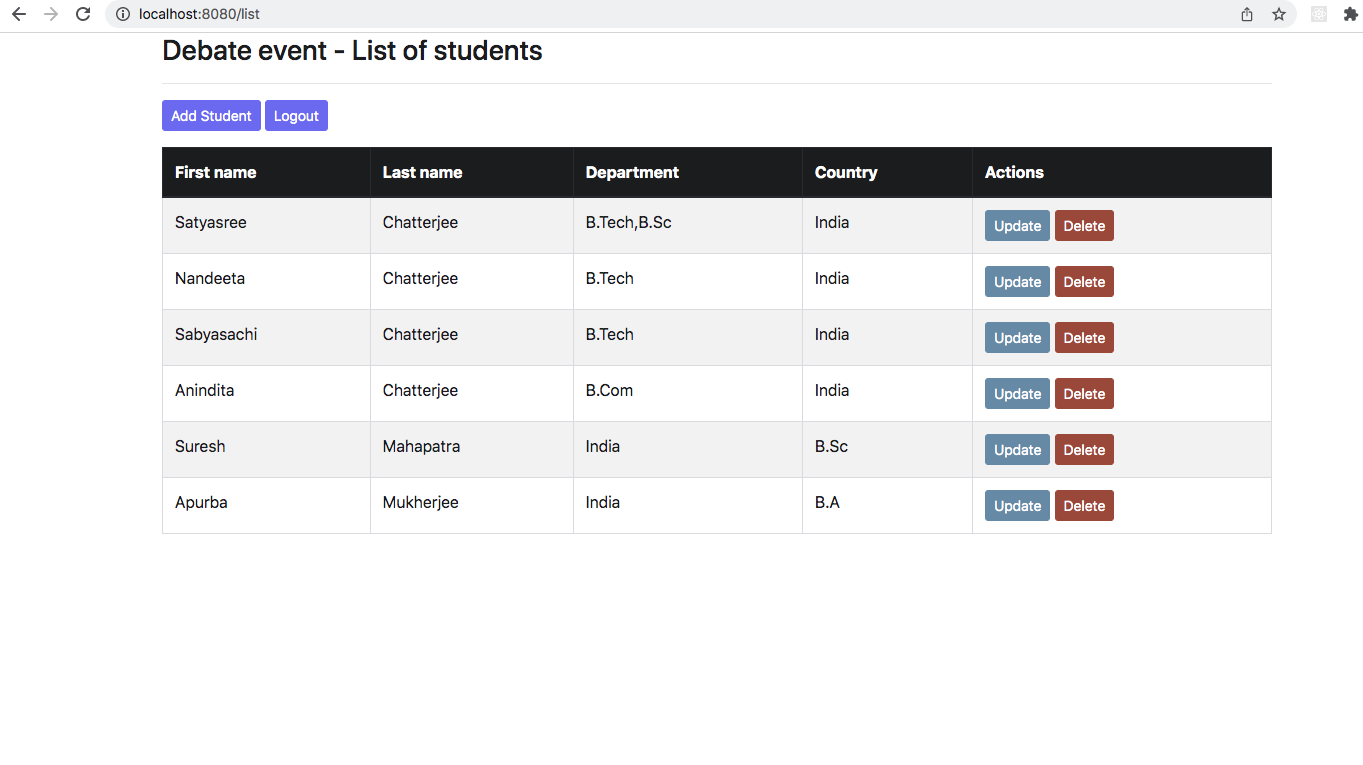 localhost:8080/list
Debate event - List of students
Add Student Logout
First name Last name Department Country Actions
Satyasree Chatterjee B.Tech,B.Sc India Update Delete
Nandeeta Chatterjee B.Tech India Update Delete
Sabyasachi Chatterjee B.Tech India Update Delete
Anindita Chatterjee B.Com India Update Delete
Suresh Mahapatra India B.Sc Update Delete
Apurba Mukherjee India B.A Update Delete